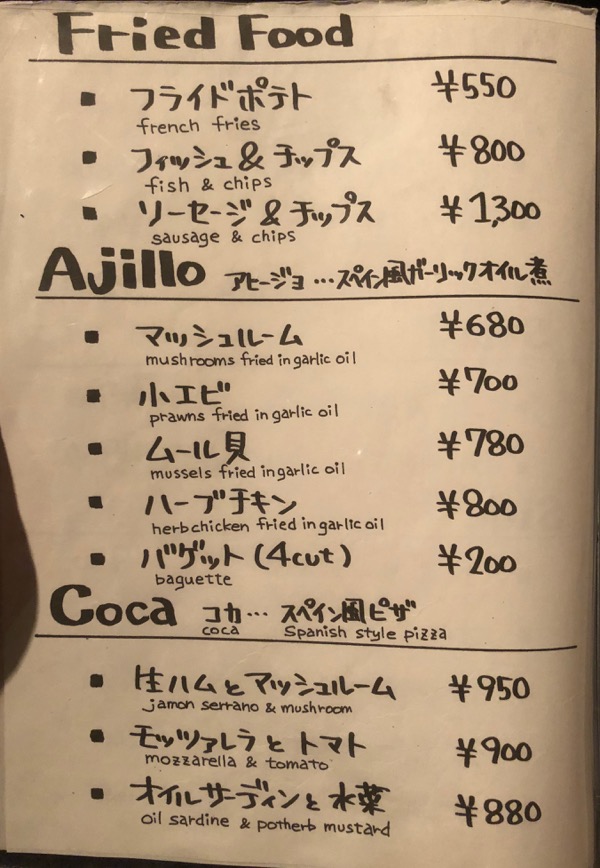 Fried Food
■ フライドポテト ¥550
french fries
■ フィッシュ & チップス ¥800
fish & chips
■ ソーセージ & チップス ¥1,300
sausage & chips
Ajillo アヒージョ…スペイン風ガーリックオイル煮
■ マッシュルーム ¥680
mushrooms fried in garlic oil
■ 小エビ ¥700
prawns fried in garlic oil
■ ムール貝 ¥780
mussels fried in garlic oil
■ ハーブチキン ¥800
herb chicken fried in garlic oil
■ バゲット (4cut) ¥200
baguette
Coca コカ… スペイン風ピザ
coca Spanish style pizza
■ 生ハムとマッシュルーム ¥950
jamon serrano & mushroom
■ モッツァレラとトマト ¥900
mozzarella & tomato
■ オイルサーディンと水菜 ¥880
oil sardine & potherb mustard